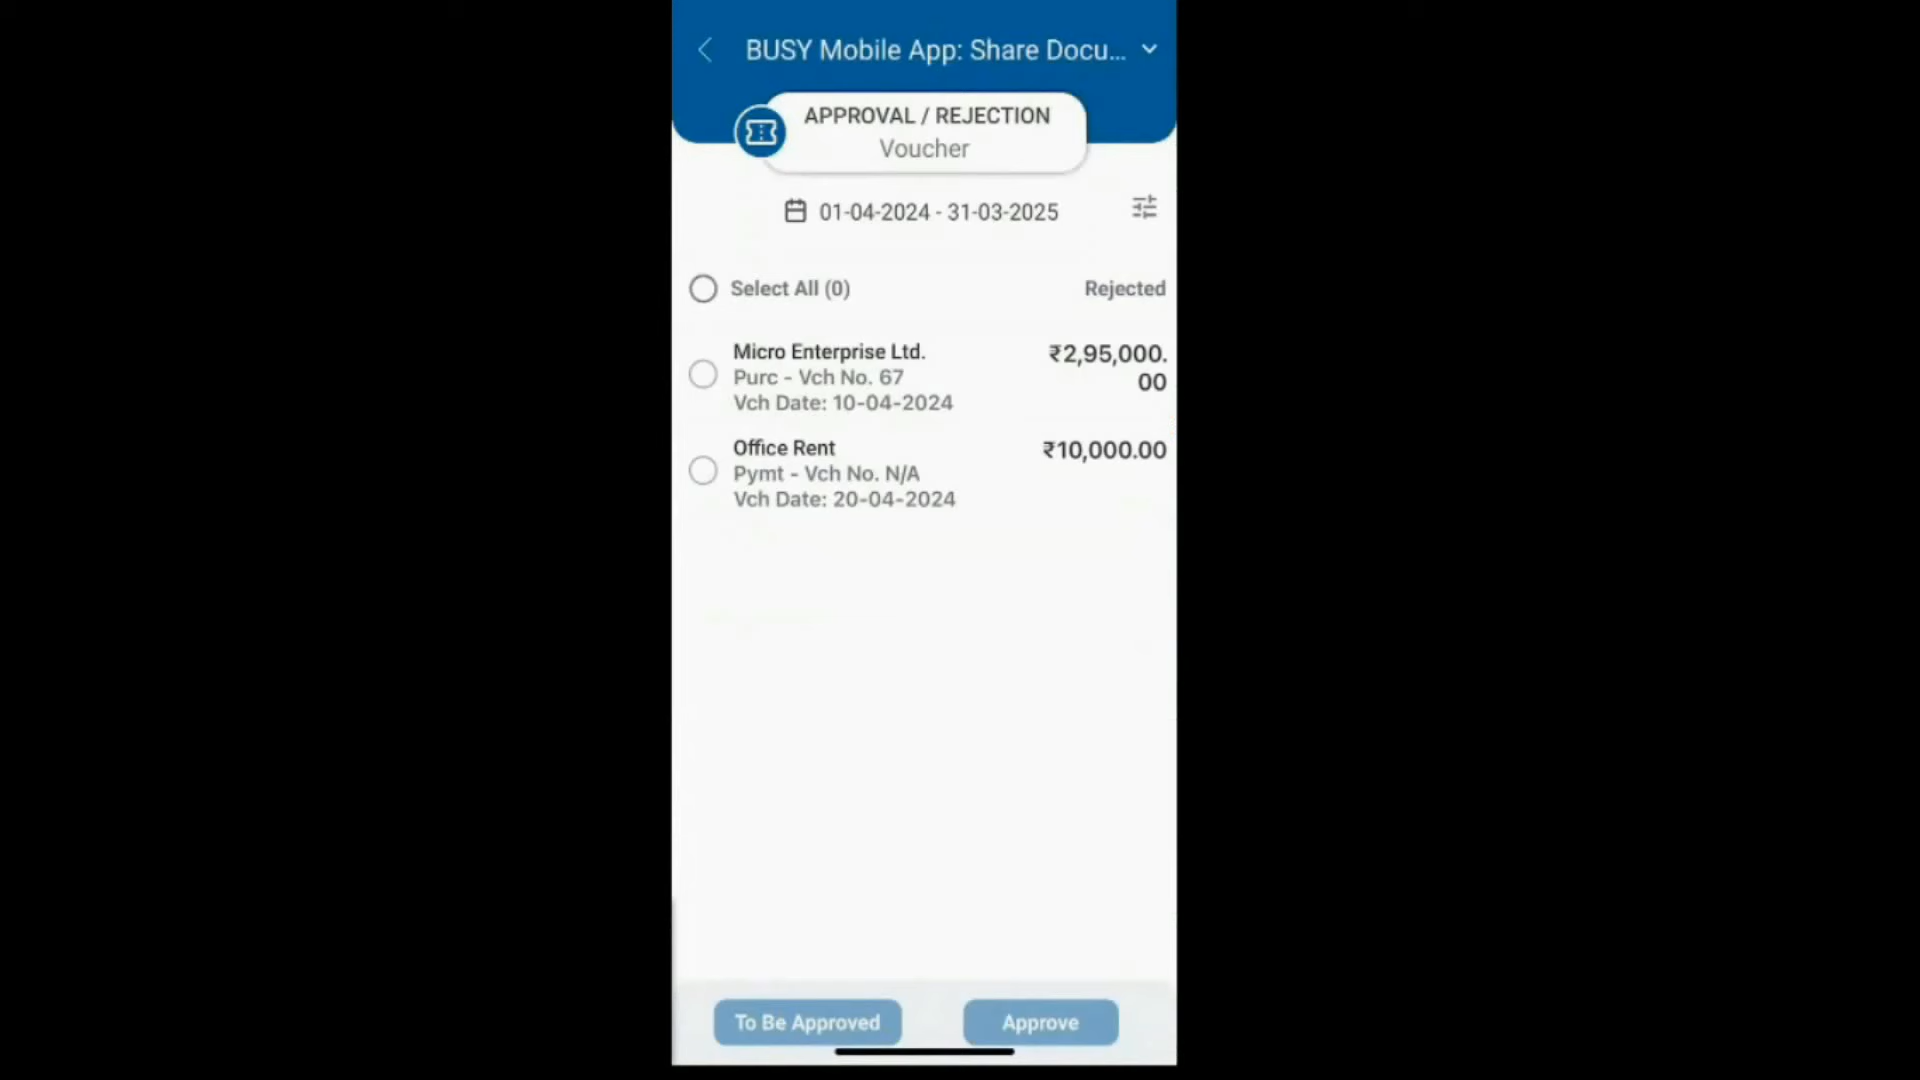 BUSY Mobile App: Share Docu...
APPROVAL / REJECTION
Voucher
01-04-2024 - 31-03-2025
Select All (0)
Rejected
Micro Enterprise Ltd.
₹2,95,000.
00
Purc - Vch No. 67
Vch Date: 10-04-2024
Office Rent
₹10,000.00
Pymt - Vch No. N/A
Vch Date: 20-04-2024
To Be Approved
Approve